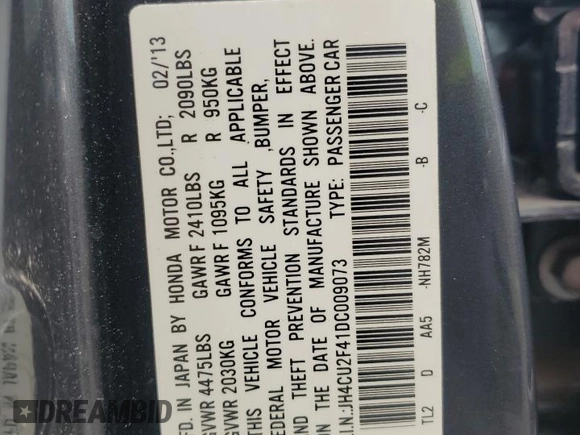 MFD. IN JAPAN BY HONDA MOTOR CO.,LTD; 02/'13
GVWR 4475LBS GAWR F 2410LBS R 2090LBS
GVWR 2030KG GAWR F 1095KG R 950KG
THIS VEHICLE CONFORMS TO ALL APPLICABLE
FEDERAL MOTOR VEHICLE SAFETY ,BUMPER,
AND THEFT PREVENTION STANDARDS IN EFFECT
ON THE DATE OF MANUFACTURE SHOWN ABOVE.
V.I.N.:JH4CU2F41DC009073 TYPE: PASSENGER CAR
TL2 D AA5 -NH782M -B -C
DREAMBID